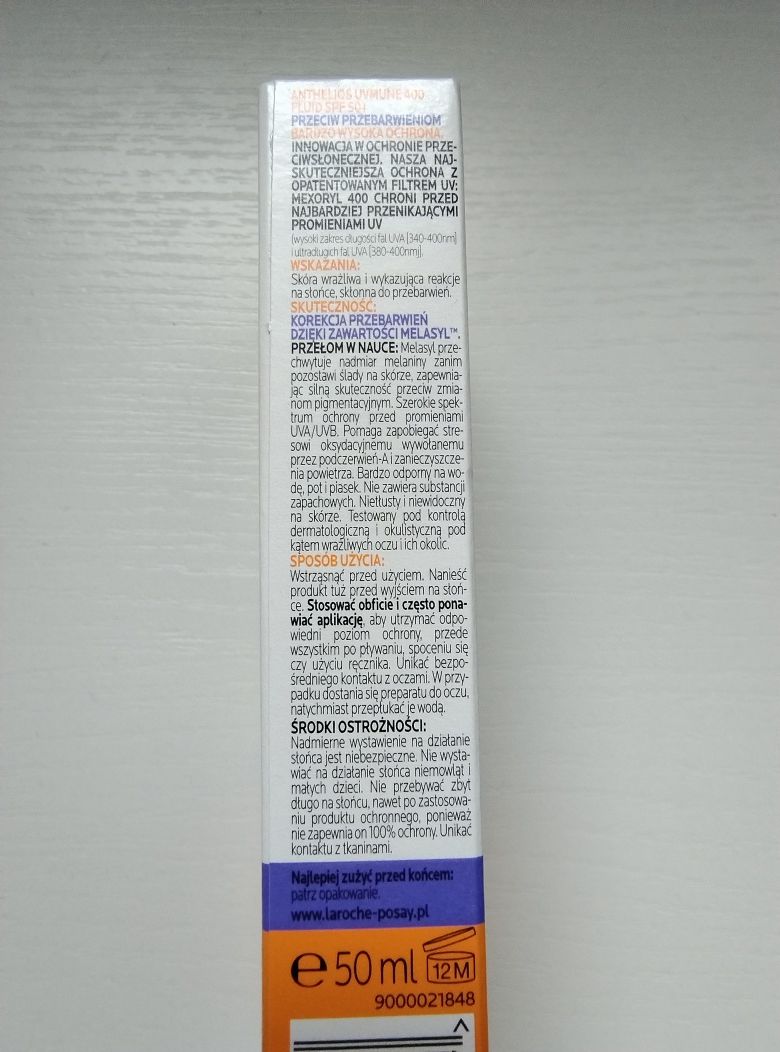 ANTHELIOS UVMUNE 400
FLUID SPF 50+
PRZECIW PRZEBARWIENIOM
BARDZO WYSOKA OCHRONA.
INNOWACJA W OCHRONIE PRZE-
CIWSŁONECZNEJ. NASZA NAJ-
SKUTECZNIEJSZA OCHRONA Z
OPATENTOWANYM FILTREM UV:
MEXORYL 400 CHRONI PRZED
NAJBARDZIEJ PRZENIKAJĄCYMI
PROMIENIAMI UV
(wysoki zakres długości fal UVA [340-400nm]
i ultradługich fal UVA [380-400nm]).
WSKAZANIA:
Skóra wrażliwa i wykazująca reakcje
na słońce, skłonna do przebarwień.
SKUTECZNOŚĆ:
KOREKCJA PRZEBARWIEŃ
DZIĘKI ZAWARTOŚCI MELASYL™.
PRZEŁOM W NAUCE: Melasyl prze-
chwytuje nadmiar melaniny zanim
pozostawi ślady na skórze, zapewnia-
jąc silną skuteczność przeciw zmia-
nom pigmentacyjnym. Szerokie spek-
trum ochrony przed promieniami
UVA/UVB. Pomaga zapobiegać stre-
sowi oksydacyjnemu wywołanemu
przez podczerwień-A i zanieczyszcze-
nia powietrza. Bardzo odporny na wo-
dę, pot i piasek. Nie zawiera substancji
zapachowych. Nietłusty i niewidoczny
na skórze. Testowany pod kontrolą
dermatologiczną i okulistyczną pod
kątem wrażliwych oczu i ich okolic.
SPOSÓB UŻYCIA:
Wstrząsnąć przed użyciem. Nanieść
produkt tuż przed wyjściem na słoń-
ce. Stosować obficie i często pona-
wiać aplikację, aby utrzymać odpo-
wiedni poziom ochrony, przede
wszystkim po pływaniu, spoceniu się
czy użyciu ręcznika. Unikać bezpo-
średniego kontaktu z oczami. W przy-
padku dostania się preparatu do oczu,
natychmiast przepłukać je wodą.
ŚRODKI OSTROŻNOŚCI:
Nadmierne wystawienie na działanie
słońca jest niebezpieczne. Nie wysta-
wiać na działanie słońca niemowląt i
małych dzieci. Nie przebywać zbyt
długo na słońcu, nawet po zastosowa-
niu produktu ochronnego, ponieważ
nie zapewnia on 100% ochrony. Unikać
kontaktu z tkaninami.
Najlepiej zużyć przed końcem:
patrz opakowanie.
www.laroche-posay.pl
e 50 ml 12 M
9000021848